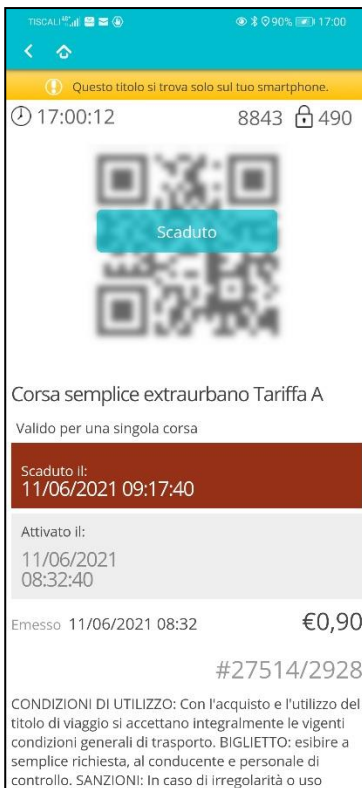 TISCALI 4G 90% 17:00
Questo titolo si trova solo sul tuo smartphone.
17:00:12 8843 490
Scaduto
Corsa semplice extraurbano Tariffa A
Valido per una singola corsa
Scaduto il:
11/06/2021 09:17:40
Attivato il:
11/06/2021
08:32:40
Emesso 11/06/2021 08:32 €0,90
#27514/2928
CONDIZIONI DI UTILIZZO: Con l'acquisto e l'utilizzo del
titolo di viaggio si accettano integralmente le vigenti
condizioni generali di trasporto. BIGLIETTO: esibire a
semplice richiesta, al conducente e personale di
controllo. SANZIONI: In caso di irregolarità o uso